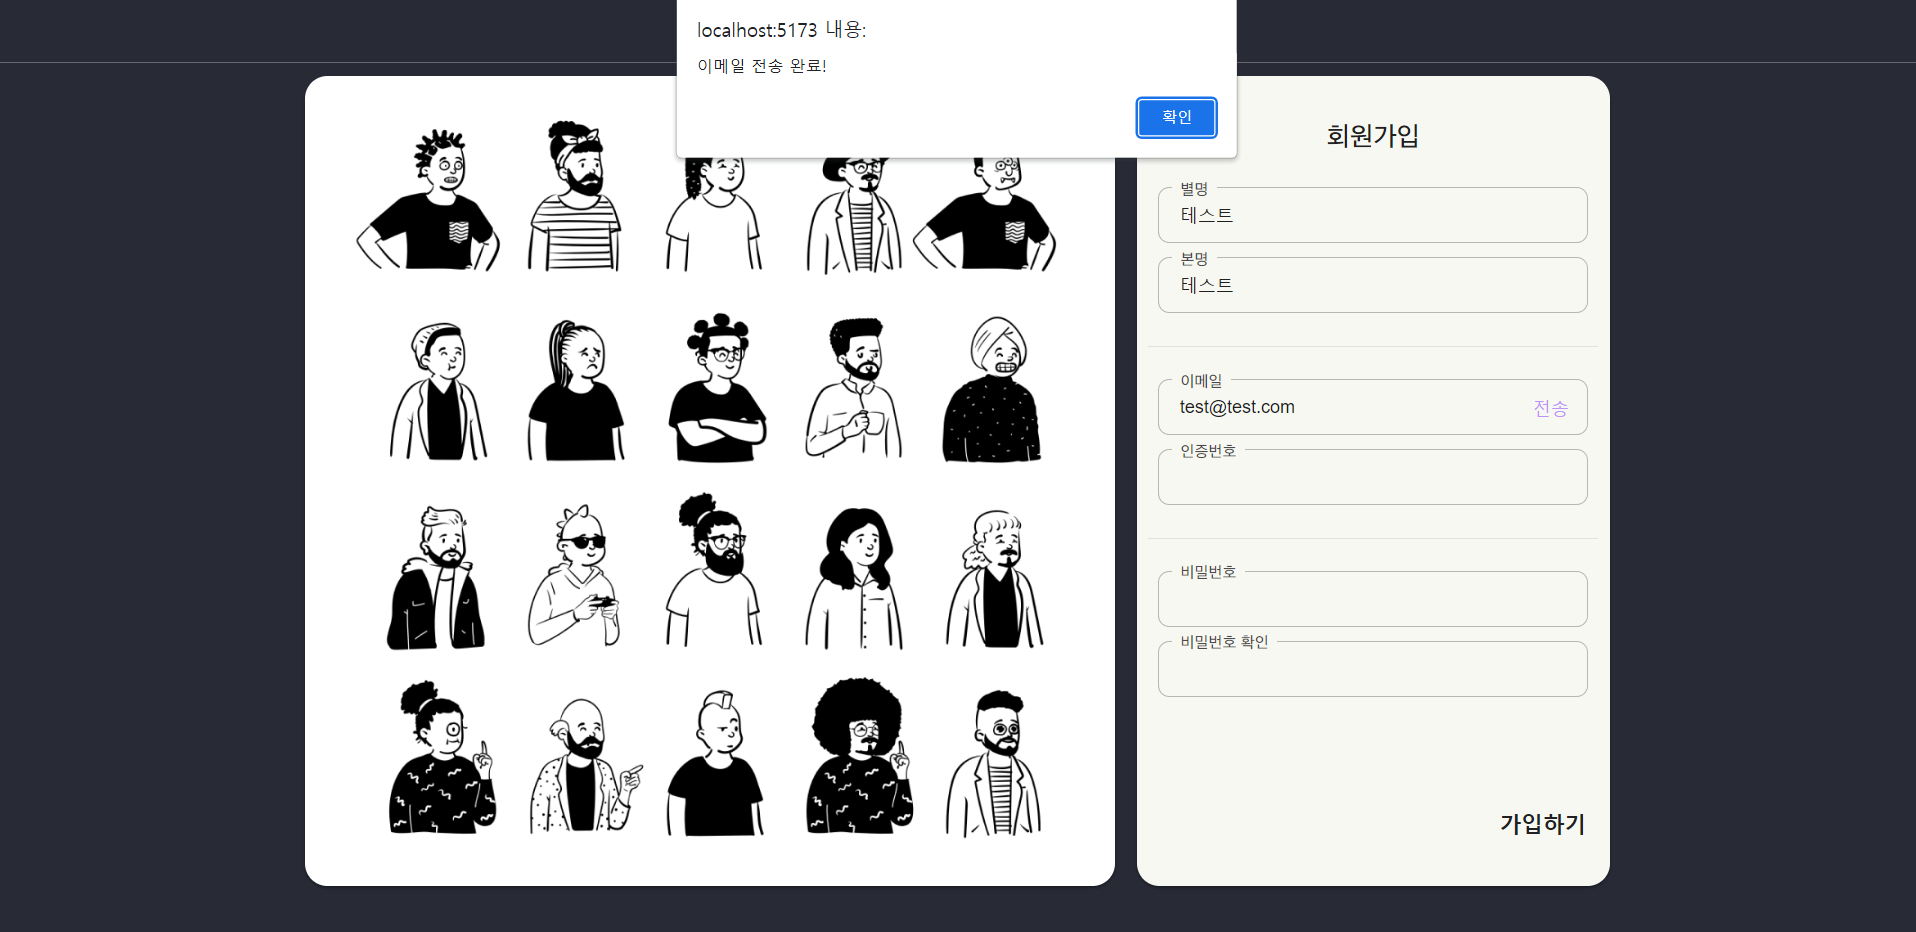 localhost:5173 내용:
이메일 전송 완료!
확인
회원가입
별명
테스트
본명
테스트
이메일
test@test.com
전송
인증번호
비밀번호
비밀번호 확인
가입하기